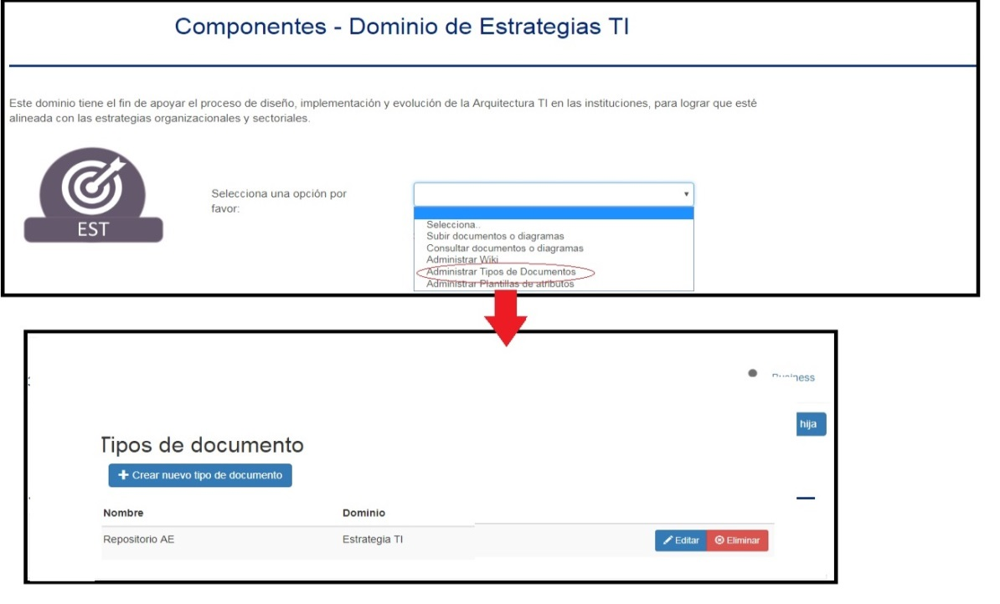 Componentes - Dominio de Estrategias TI
Este dominio tiene el fin de apoyar el proceso de diseño, implementación y evolución de la Arquitectura TI en las instituciones, para lograr que esté
alineada con las estrategias organizacionales y sectoriales.
EST
Selecciona una opción por
favor:
Selecciona..
Subir documentos o diagramas
Consultar documentos o diagramas
Administrar Wiki
Administrar Tipos de Documentos
Administrar Plantillas de atributos
Business
hija
Tipos de documento
Crear nuevo tipo de documento
Nombre Dominio
Repositorio AE Estrategia TI Editar Eliminar